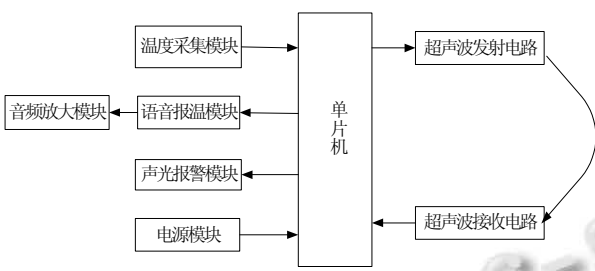 温度采集模块
超声波发射电路
音频放大模块
语音报温模块
单片机
声光报警模块
超声波接收电路
电源模块